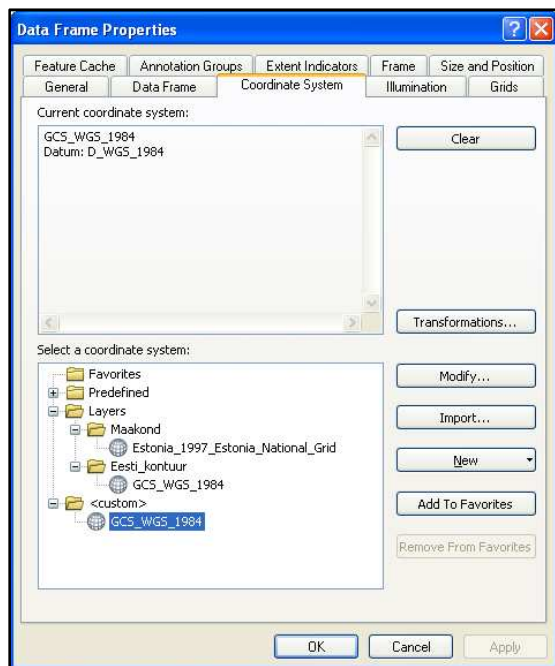 Data Frame Properties
Feature Cache Annotation Groups Extent Indicators Frame Size and Position
General Data Frame Coordinate System Illumination Grids
Current coordinate system:
GCS_WGS_1984
Datum: D_WGS_1984
Clear
Transformations...
Select a coordinate system:
Favorites
Predefined
Layers
Maakond
Estonia_1997_Estonia_National_Grid
Eesti_kontuur
GCS_WGS_1984
<custom>
GCS_WGS_1984
Modify...
Import...
New
Add To Favorites
Remove From Favorites
OK Cancel Apply